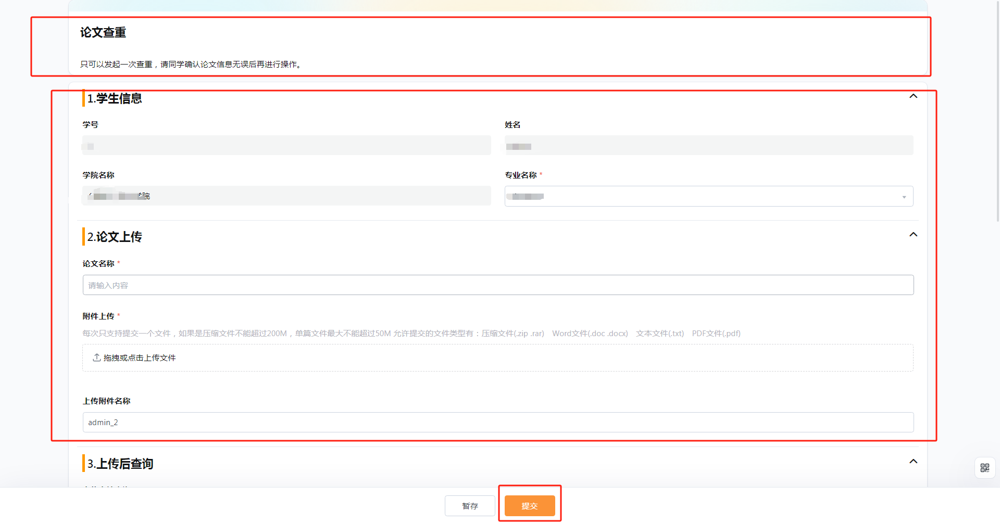 论文查重
只可以发起一次查重，请同学确认论文信息无误后再进行操作。
1.学生信息
学号 姓名
学院名称 专业名称 *
院
2.论文上传
论文名称 *
请输入内容
附件上传 *
每次只支持提交一个文件，如果是压缩文件不能超过200M，单篇文件最大不能超过50M 允许提交的文件类型有：压缩文件(.zip .rar) Word文件(.doc .docx) 文本文件(.txt) PDF文件(.pdf)
拖拽或点击上传文件
上传附件名称
admin_2
3.上传后查询
暂存 提交